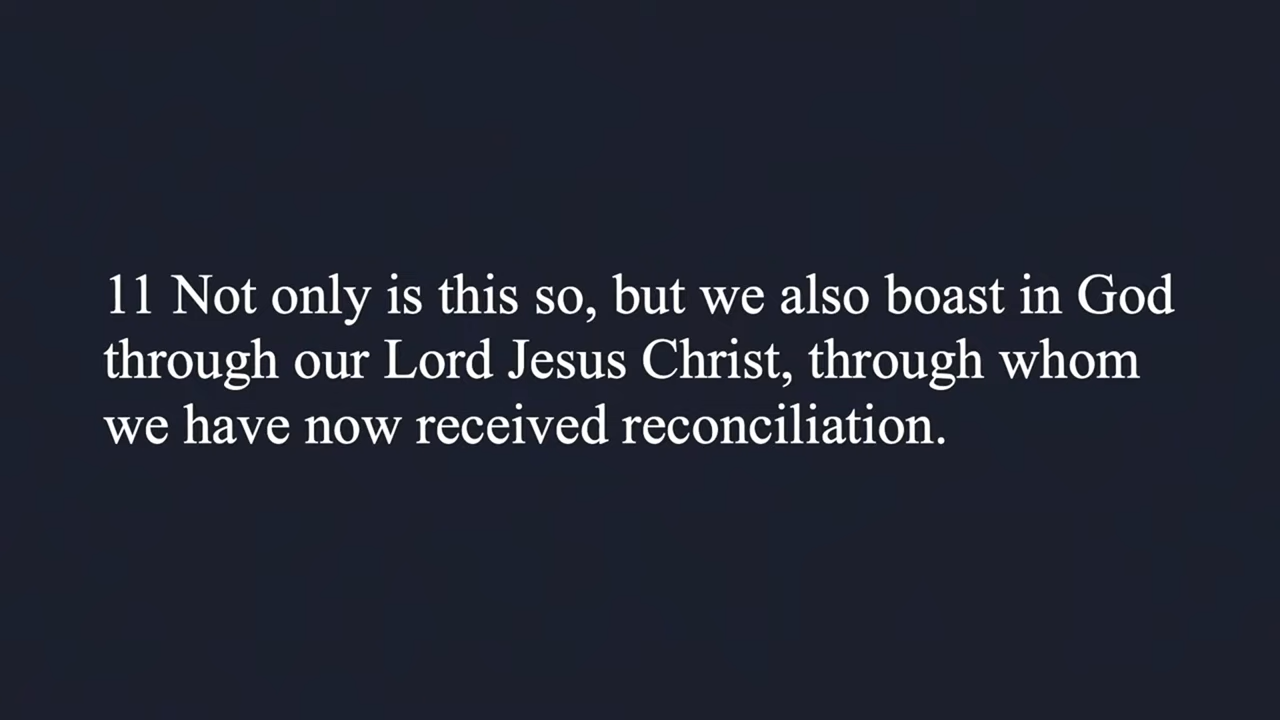 11 Not only is this so, but we also boast in God
through our Lord Jesus Christ, through whom
we have now received reconciliation.